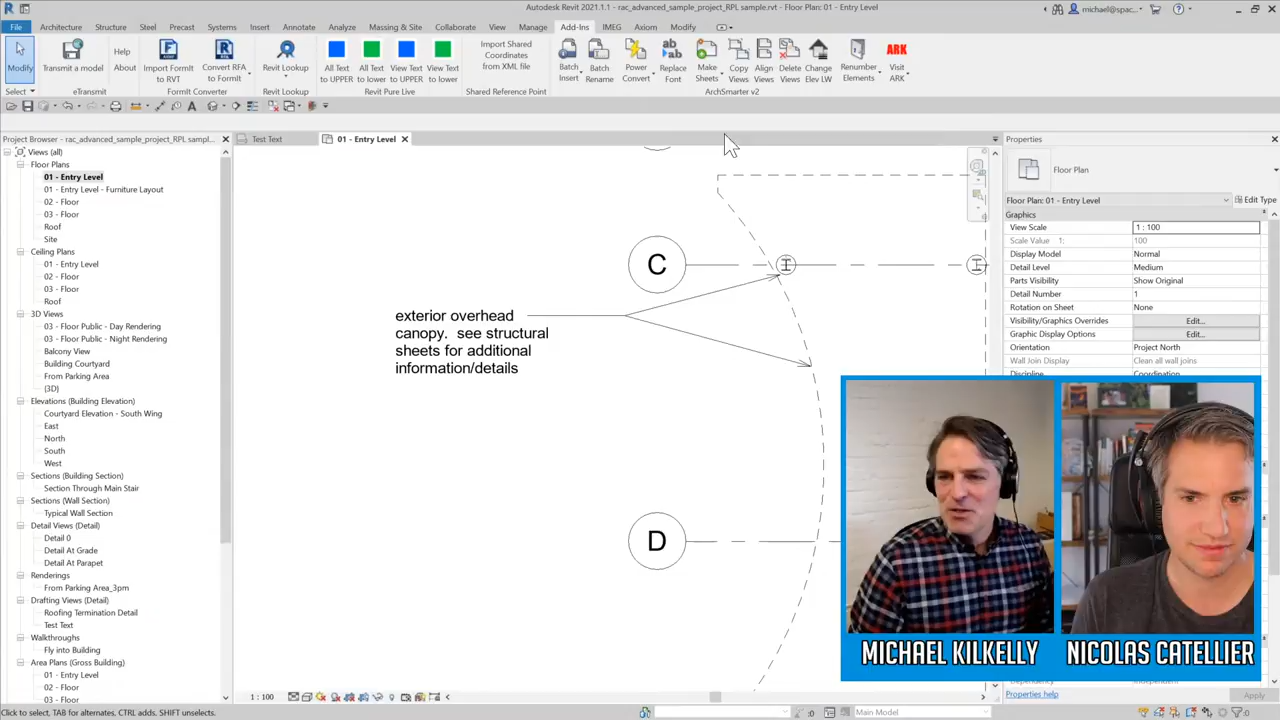 Autodesk Revit 2021.1.1 - rac_advanced_sample_project_RPL sample.rvt - Floor Plan: 01 - Entry Level
michael@spac...
File Architecture Structure Steel Precast Systems Insert Annotate Analyze Massing & Site Collaborate View Manage Add-Ins IMEG Axiom Modify
Modify
Select
Transmit a model
Help
About
eTransmit
Import FormIt to RVT
Convert RFA to FormIt
FormIt Converter
Revit Lookup
Revit Lookup
All Text to UPPER
All Text to lower
View Text to UPPER
View Text to lower
Revit Pure Live
Import Shared Coordinates from XML file
Shared Reference Point
Batch Insert
Batch Rename
Power Convert
Replace Font
Make Sheets
Copy Views
Align Views
Delete Views
Change Elev LW
Renumber Elements
ARK
Visit ARK
ArchSmarter v2
Project Browser - rac_advanced_sample_project_RPL sampl...
Views (all)
Floor Plans
01 - Entry Level
01 - Entry Level - Furniture Layout
02 - Floor
03 - Floor
Roof
Site
Ceiling Plans
01 - Entry Level
02 - Floor
03 - Floor
Roof
3D Views
03 - Floor Public - Day Rendering
03 - Floor Public - Night Rendering
Balcony View
Building Courtyard
From Parking Area
{3D}
Elevations (Building Elevation)
Courtyard Elevation - South Wing
East
North
South
West
Sections (Building Section)
Section Through Main Stair
Sections (Wall Section)
Typical Wall Section
Detail Views (Detail)
Detail 0
Detail At Grade
Detail At Parapet
Renderings
From Parking Area_3pm
Drafting Views (Detail)
Roofing Termination Detail
Test Text
Walkthroughs
Fly into Building
Area Plans (Gross Building)
01 - Entry Level
02 - Floor
03 - Floor
Test Text
01 - Entry Level
C
exterior overhead
canopy. see structural
sheets for additional
information/details
D
1 : 100
Properties
Floor Plan
Floor Plan: 01 - Entry Level
Edit Type
Graphics
View Scale 1 : 100
Scale Value 1: 100
Display Model Normal
Detail Level Medium
Parts Visibility Show Original
Detail Number 1
Rotation on Sheet None
Visibility/Graphics Overrides Edit...
Graphic Display Options Edit...
Orientation Project North
Wall Join Display Clean all wall joins
Discipline Coordination
MICHAEL KILKELLY
NICOLAS CATELLIER
Properties help
Apply
Click to select, TAB for alternates, CTRL adds, SHIFT unselects.
:0
Main Model
:0